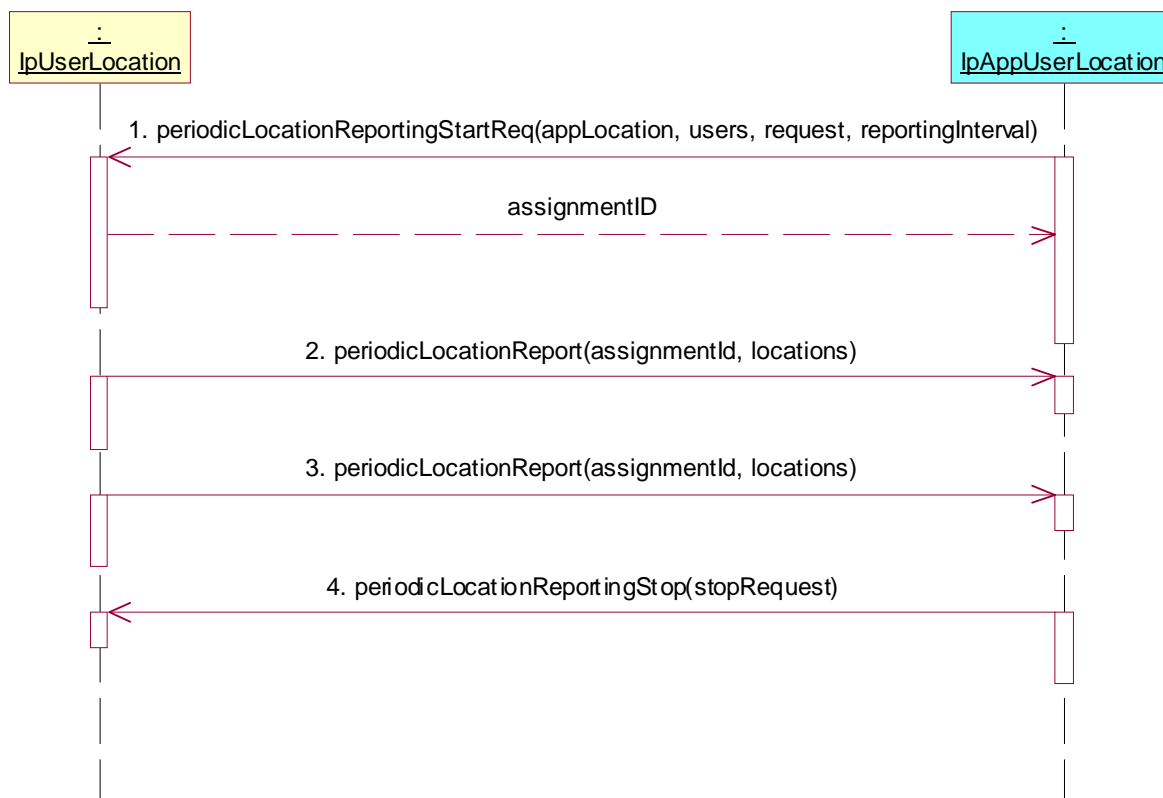 :
IpUserLocation
:
IpAppUserLocation
1. periodicLocationReportingStartReq(appLocation, users, request, reportingInterval)
assignmentID
2. periodicLocationReport(assignmentId, locations)
3. periodicLocationReport(assignmentId, locations)
4. periodicLocationReportingStop(stopRequest)